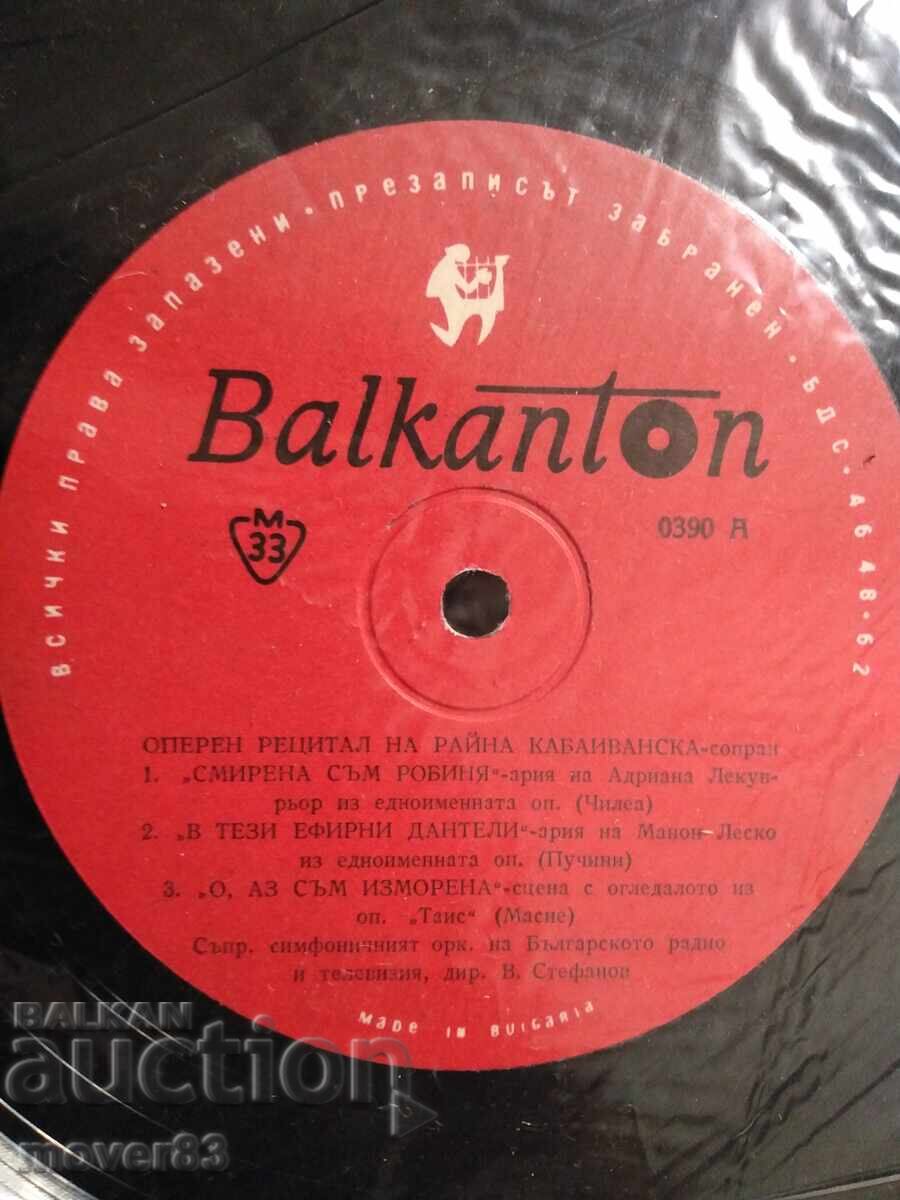 ВСИЧКИ ПРАВА ЗАПАЗЕНИ · ПРЕЗАПИСЪТ ЗАБРАНЕН · БДС · 4648-62
Balkanton
М
33
0390 А
ОПЕРЕН РЕЦИТАЛ НА РАЙНА КАБАИВАНСКА-сопран
1. „СМИРЕНА СЪМ РОБИНЯ"-ария на Адриана Лекув-
рьор из едноименната оп. (Чилеа)
2. „В ТЕЗИ ЕФИРНИ ДАНТЕЛИ"-ария на Манон Леско
из едноименната оп. (Пучини)
3. „О, АЗ СЪМ ИЗМОРЕНА"-сцена с огледалото из
оп. „Таис" (Масне)
Съпр. симфоничният орк. на Българското радио
и телевизия, дир. В. Стефанов
MADE IN BULGARIA
BALKAN
auction
mover83